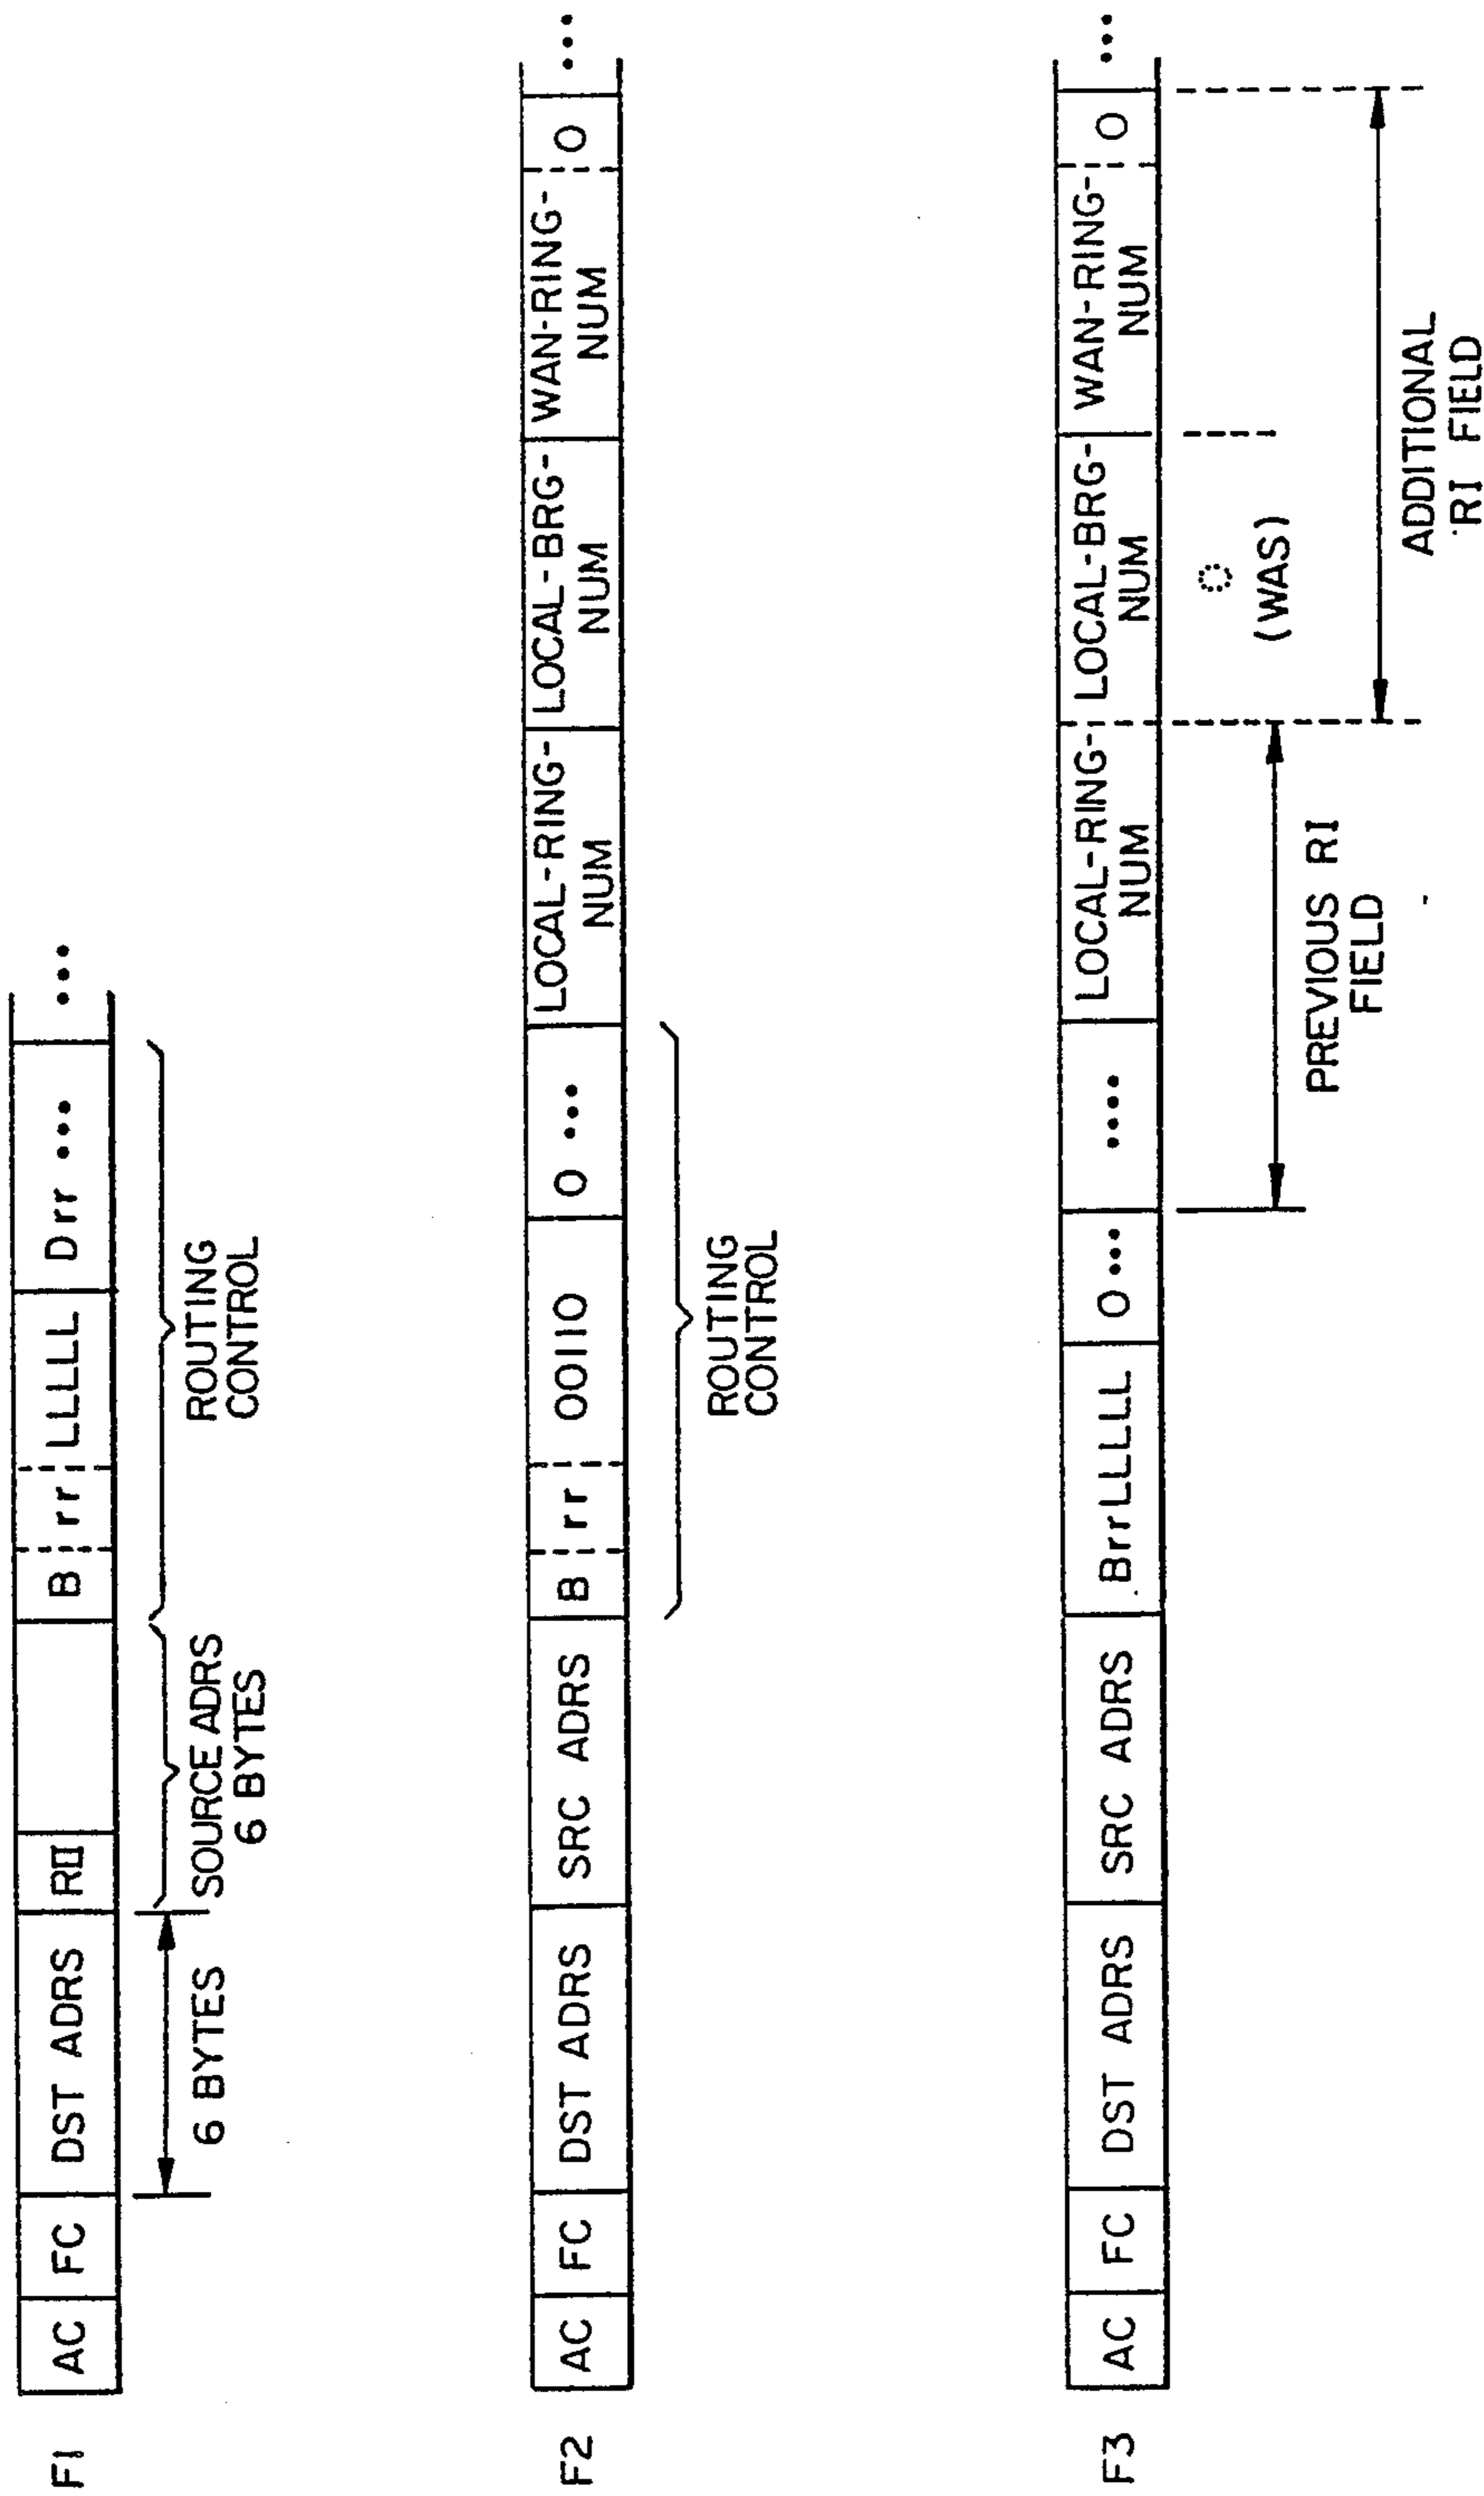 F1 AC FC DST ADRS RII B rr LLLLL Drr •••  •••
6 BYTES
SOURCE ADRS
6 BYTES
ROUTING
CONTROL
F2 AC FC DST ADRS SRC ADRS B rr 00110 0 ••• LOCAL-RING-
NUM
LOCAL-BRG-
NUM
WAN-RING-
NUM
0 •••
ROUTING
CONTROL
F3 AC FC DST ADRS SRC ADRS BrrLLLLL 0••• •••• LOCAL-RING-
NUM
LOCAL-BRG-
NUM
WAN-RING-
NUM
0 •••
0
(WAS)
PREVIOUS RI
FIELD
ADDITIONAL
RI FIELD